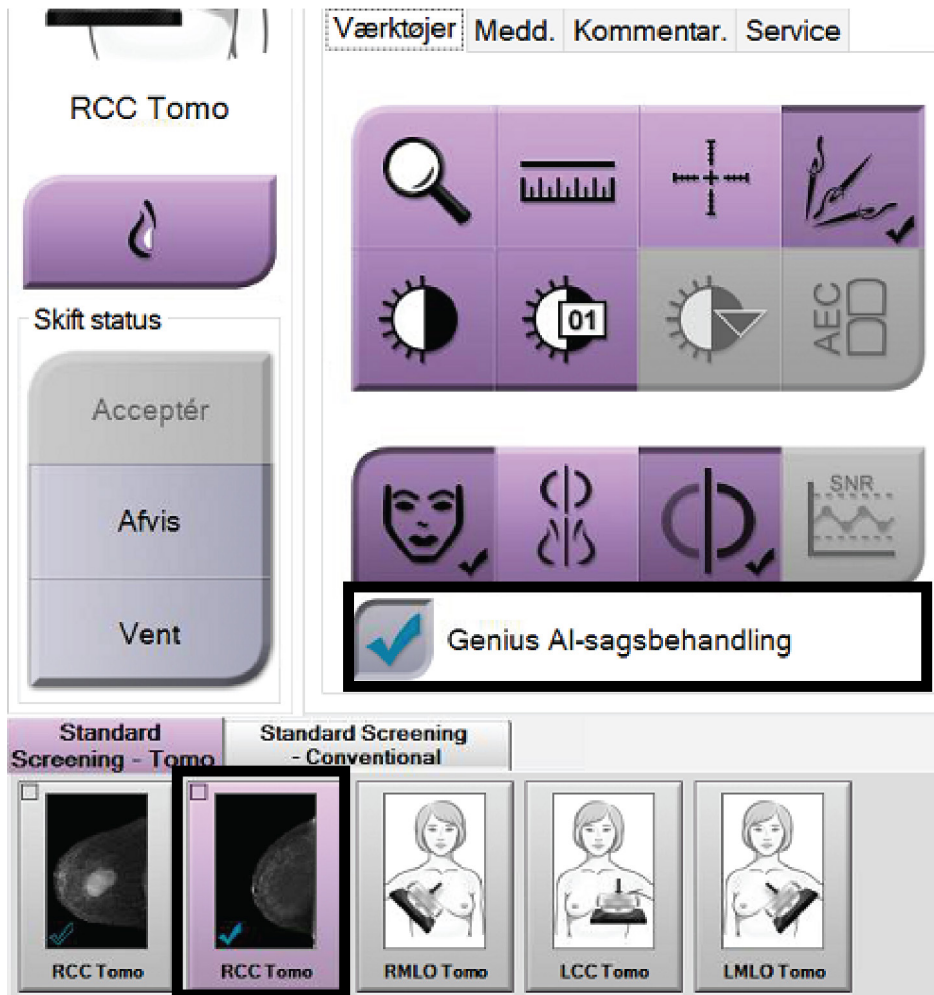 RCC Tomo
Skift status
Acceptér
Afvis
Vent
Værktøjer Medd. Kommentar. Service
01
AEC
SNR
Genius AI-sagsbehandling
Standard
Screening - Tomo
Standard Screening
- Conventional
RCC Tomo
RCC Tomo
RMLO Tomo
LCC Tomo
LMLO Tomo